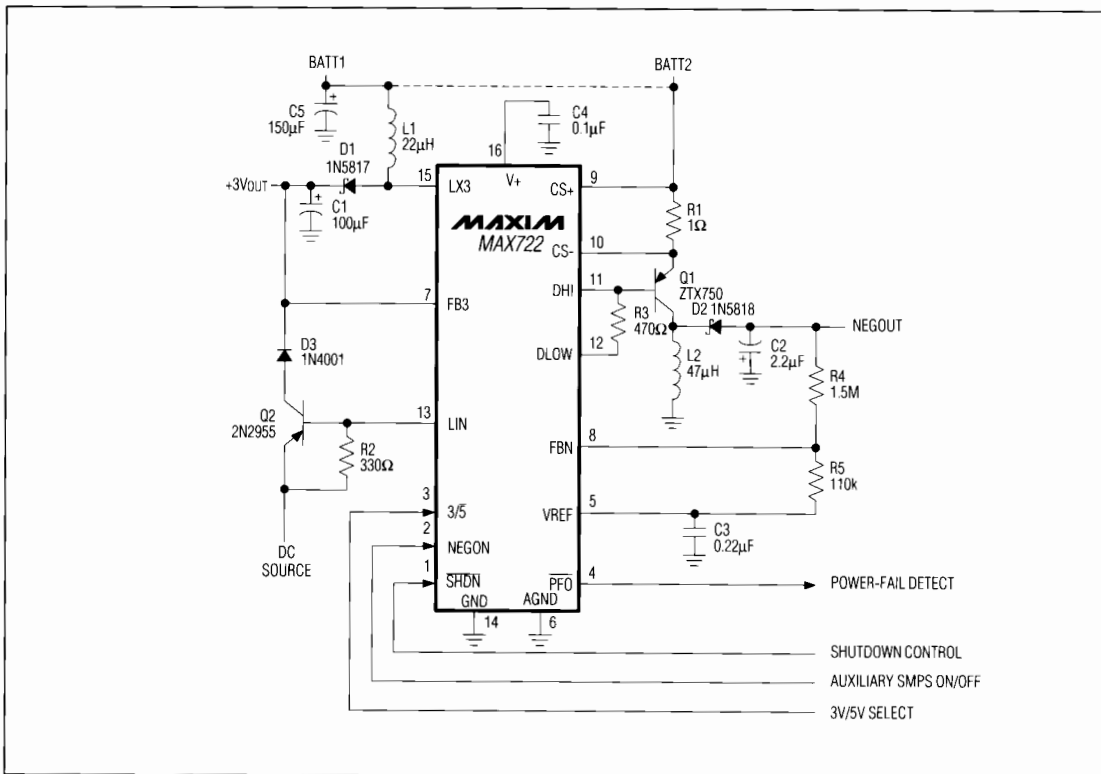 BATT1
BATT2
C5
150µF
+
L1
22µH
C4
0.1µF
D1
1N5817
16
V+
+3VOUT
+
C1
100µF
15
LX3
CS+
9
R1
1Ω
MAXIM
MAX722
CS-
10
DHI
11
Q1
ZTX750
D2 1N5818
7
FB3
R3
470Ω
NEGOUT
D3
1N4001
DLOW
12
L2
47µH
C2
2.2µF
+
R4
1.5M
Q2
2N2955
13
LIN
R2
330Ω
FBN
8
R5
110k
3
3/5
VREF
5
C3
0.22µF
2
NEGON
DC
SOURCE
1
SHDN
PFO
4
POWER-FAIL DETECT
GND
14
AGND
6
SHUTDOWN CONTROL
AUXILIARY SMPS ON/OFF
3V/5V SELECT